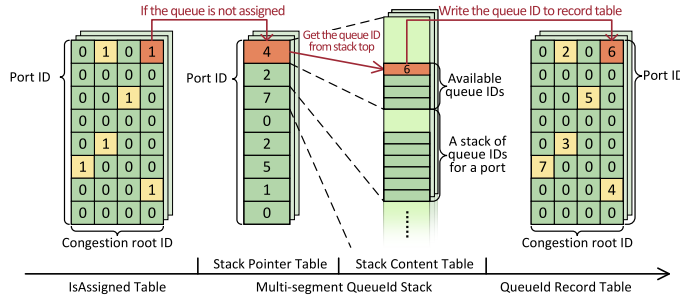 If the queue is not assigned
Get the queue ID
from stack top
Write the queue ID to record table
Port ID
0 1 0 1
0 0 0 0
0 0 1 0
0 0 0 0
0 1 0 0
1 0 0 0
0 0 0 1
0 0 0 0
Congestion root ID
Port ID
4
2
7
0
2
5
1
0
6
Available
queue IDs
A stack of
queue IDs
for a port
0 2 0 6
0 0 0 0
0 0 5 0
0 0 0 0
0 3 0 0
7 0 0 0
0 0 0 4
0 0 0 0
Port ID
Congestion root ID
Stack Pointer Table
Stack Content Table
IsAssigned Table
Multi-segment QueueId Stack
QueueId Record Table